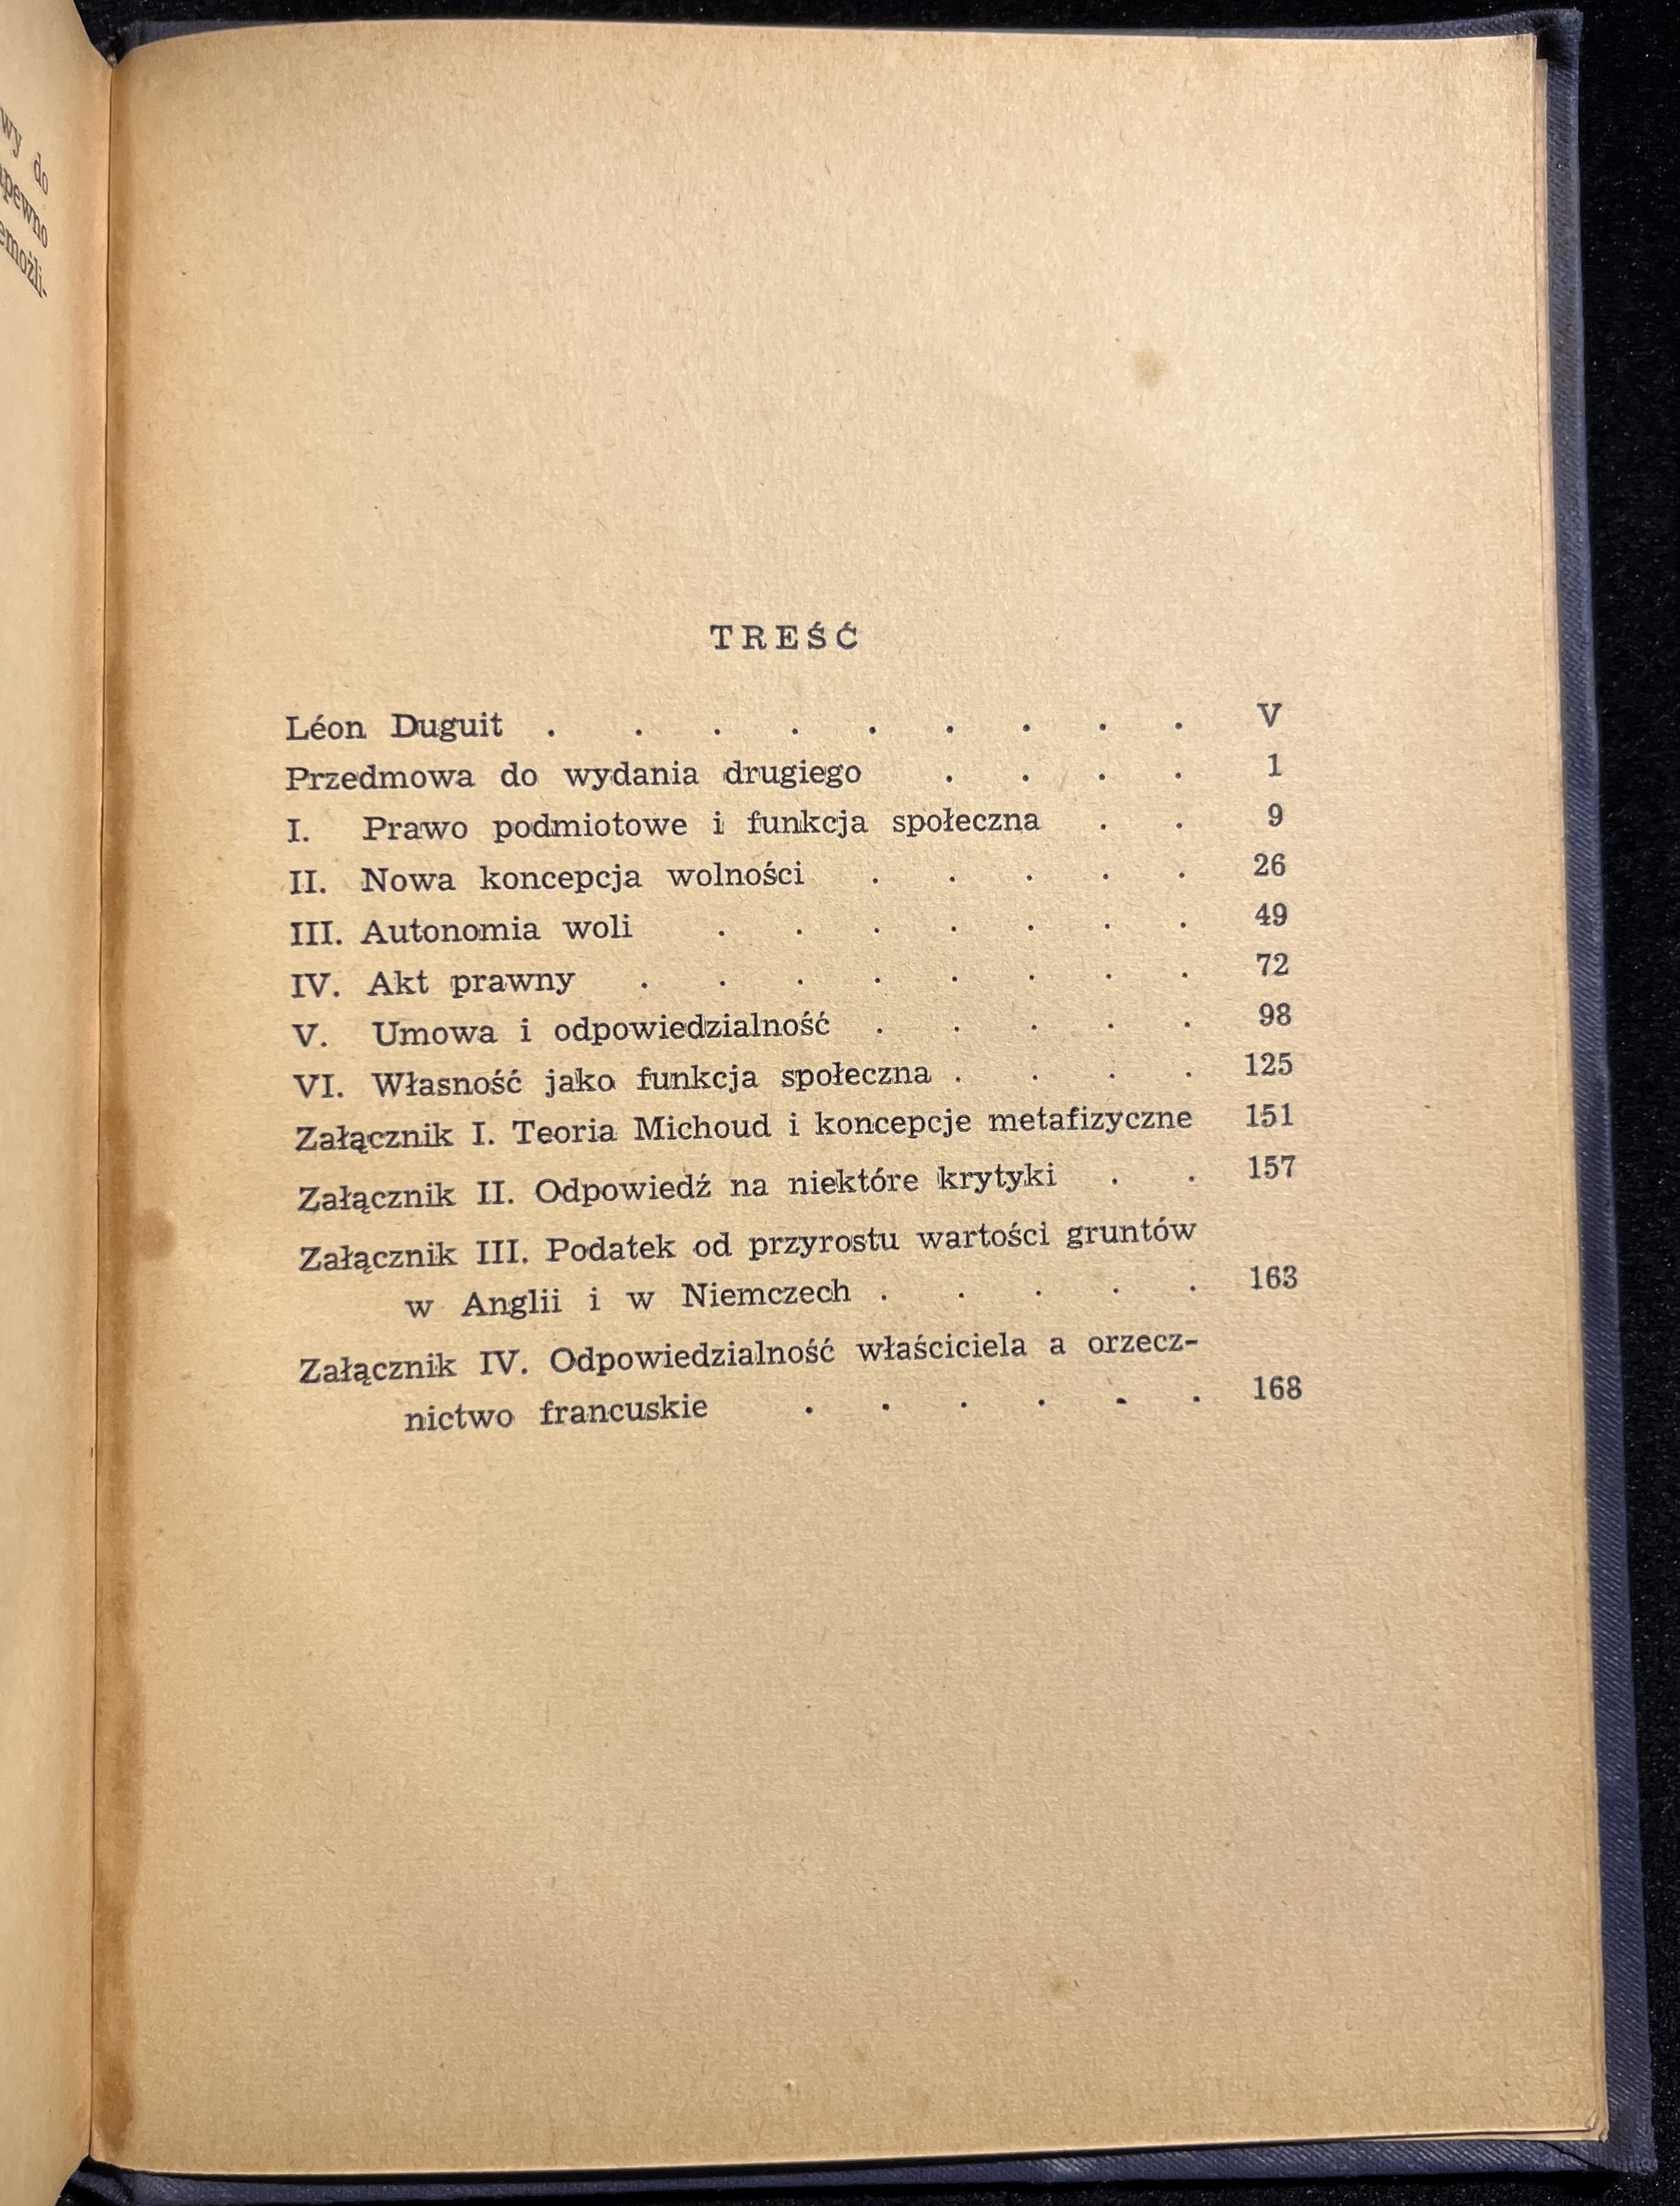 wy do
TREŚĆ
Léon Duguit . . . . . . . . . V
Przedmowa do wydania drugiego . . . . 1
I. Prawo podmiotowe i funkcja społeczna . . 9
II. Nowa koncepcja wolności . . . . . 26
III. Autonomia woli . . . . . . . 49
IV. Akt prawny . . . . . . . . 72
V. Umowa i odpowiedzialność . . . . . 98
VI. Własność jako funkcja społeczna . . . . 125
Załącznik I. Teoria Michoud i koncepcje metafizyczne 151
Załącznik II. Odpowiedź na niektóre krytyki . . 157
Załącznik III. Podatek od przyrostu wartości gruntów
w Anglii i w Niemczech . . . . . 163
Załącznik IV. Odpowiedzialność właściciela a orzecz-
nictwo francuskie . . . . . . 168